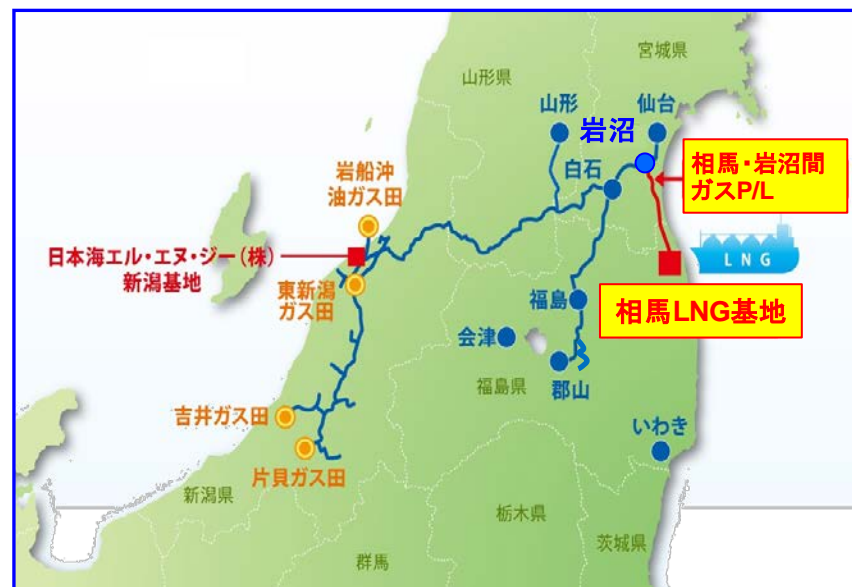 宮城県
山形県
山形
仙台
岩沼
白石
相馬・岩沼間
ガスP/L
岩船沖
油ガス田
日本海エル・エヌ・ジー(株)
新潟基地
東新潟
ガス田
LNG
相馬LNG基地
福島
会津
郡山
福島県
吉井ガス田
片貝ガス田
いわき
新潟県
栃木県
茨城県
群馬